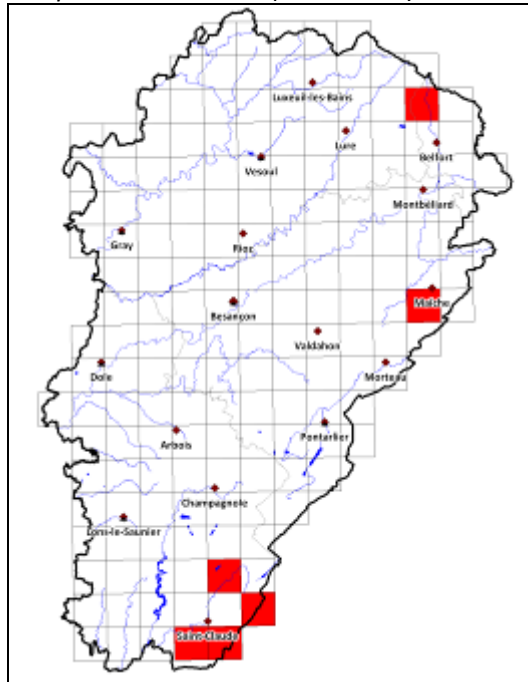 Luxeuil-les-Bains
Lure
Belfort
Vesoul
Montbéliard
Gray
Rioz
Maîche
Besançon
Valdahon
Dole
Morteau
Pontarlier
Arbois
Champagnole
Lons-le-Saunier
Saint-Claude